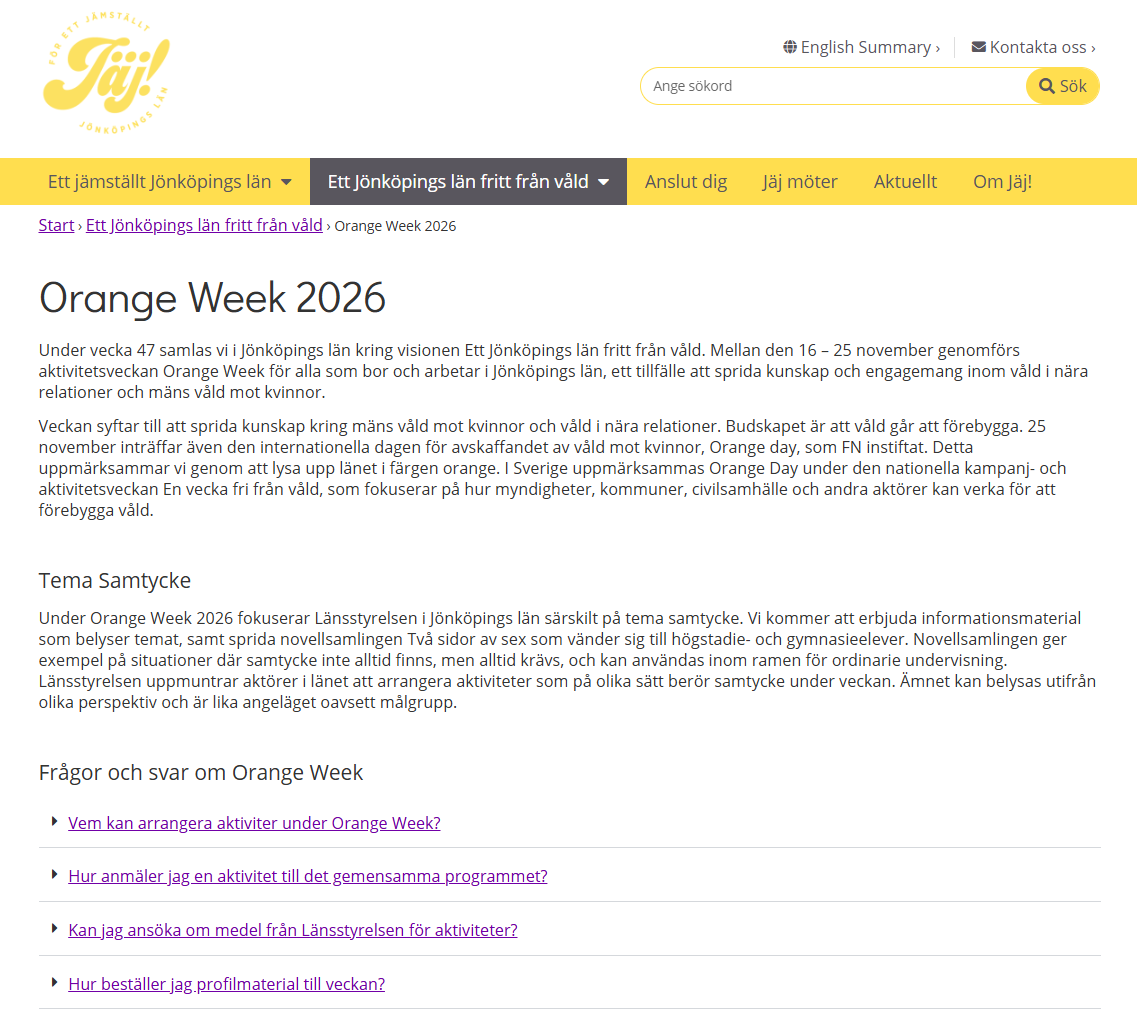 FÖR ETT JÄMSTÄLLT
Jäj!
JÖNKÖPINGS LÄN
English Summary ›
Kontakta oss ›
Ange sökord
Sök
Ett jämställt Jönköpings län
Ett Jönköpings län fritt från våld
Anslut dig
Jäj möter
Aktuellt
Om Jäj!
Start › Ett Jönköpings län fritt från våld › Orange Week 2026
Orange Week 2026
Under vecka 47 samlas vi i Jönköpings län kring visionen Ett Jönköpings län fritt från våld. Mellan den 16 – 25 november genomförs
aktivitetsveckan Orange Week för alla som bor och arbetar i Jönköpings län, ett tillfälle att sprida kunskap och engagemang inom våld i nära
relationer och mäns våld mot kvinnor.
Veckan syftar till att sprida kunskap kring mäns våld mot kvinnor och våld i nära relationer. Budskapet är att våld går att förebygga. 25
november inträffar även den internationella dagen för avskaffandet av våld mot kvinnor, Orange day, som FN instiftat. Detta
uppmärksammar vi genom att lysa upp länet i färgen orange. I Sverige uppmärksammas Orange Day under den nationella kampanj- och
aktivitetsveckan En vecka fri från våld, som fokuserar på hur myndigheter, kommuner, civilsamhälle och andra aktörer kan verka för att
förebygga våld.
Tema Samtycke
Under Orange Week 2026 fokuserar Länsstyrelsen i Jönköpings län särskilt på tema samtycke. Vi kommer att erbjuda informationsmaterial
som belyser temat, samt sprida novellsamlingen Två sidor av sex som vänder sig till högstadie- och gymnasieelever. Novellsamlingen ger
exempel på situationer där samtycke inte alltid finns, men alltid krävs, och kan användas inom ramen för ordinarie undervisning.
Länsstyrelsen uppmuntrar aktörer i länet att arrangera aktiviteter som på olika sätt berör samtycke under veckan. Ämnet kan belysas utifrån
olika perspektiv och är lika angeläget oavsett målgrupp.
Frågor och svar om Orange Week
Vem kan arrangera aktiviter under Orange Week?
Hur anmäler jag en aktivitet till det gemensamma programmet?
Kan jag ansöka om medel från Länsstyrelsen för aktiviteter?
Hur beställer jag profilmaterial till veckan?